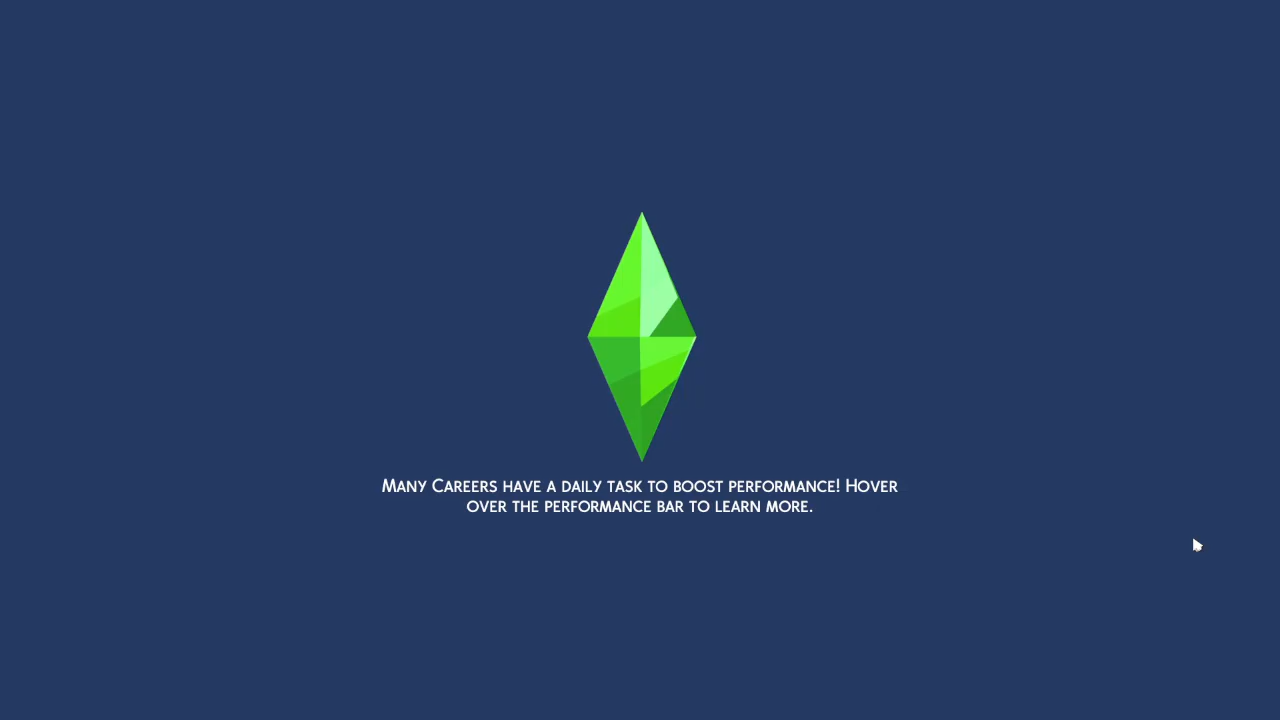 Many Careers have a daily task to boost performance! Hover
over the performance bar to learn more.